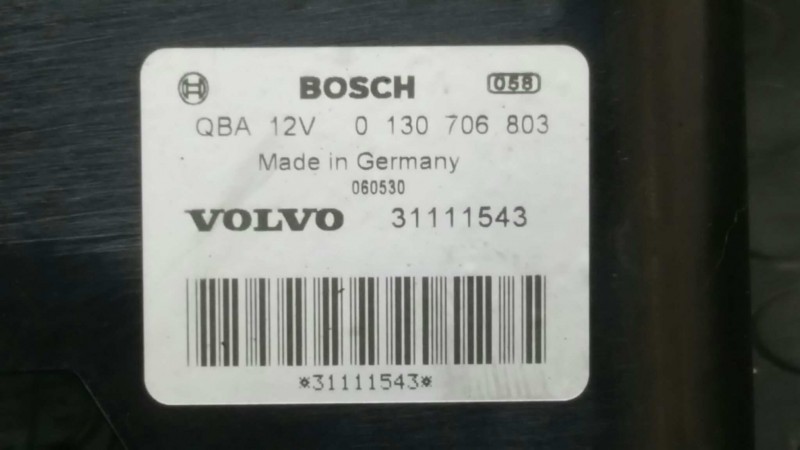 BOSCH 058
QBA 12V 0 130 706 803
Made in Germany
060530
VOLVO 31111543
*31111543*